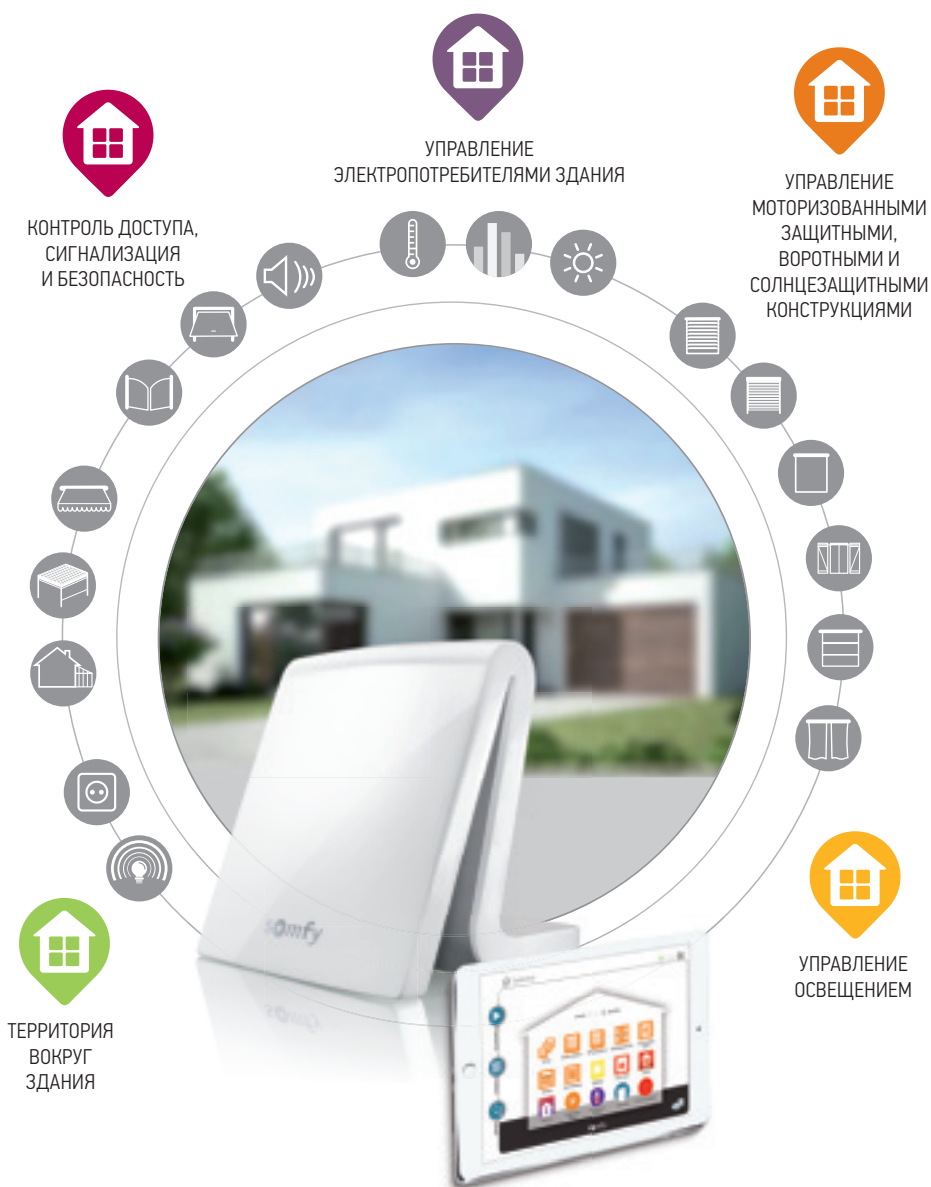 УПРАВЛЕНИЕ
ЭЛЕКТРОПОТРЕБИТЕЛЯМИ ЗДАНИЯ
КОНТРОЛЬ ДОСТУПА,
СИГНАЛИЗАЦИЯ
И БЕЗОПАСНОСТЬ
УПРАВЛЕНИЕ
МОТОРИЗОВАННЫМИ
ЗАЩИТНЫМИ,
ВОРОТНЫМИ И
СОЛНЦЕЗАЩИТНЫМИ
КОНСТРУКЦИЯМИ
somfy
УПРАВЛЕНИЕ
ОСВЕЩЕНИЕМ
ТЕРРИТОРИЯ
ВОКРУГ
ЗДАНИЯ
somfy